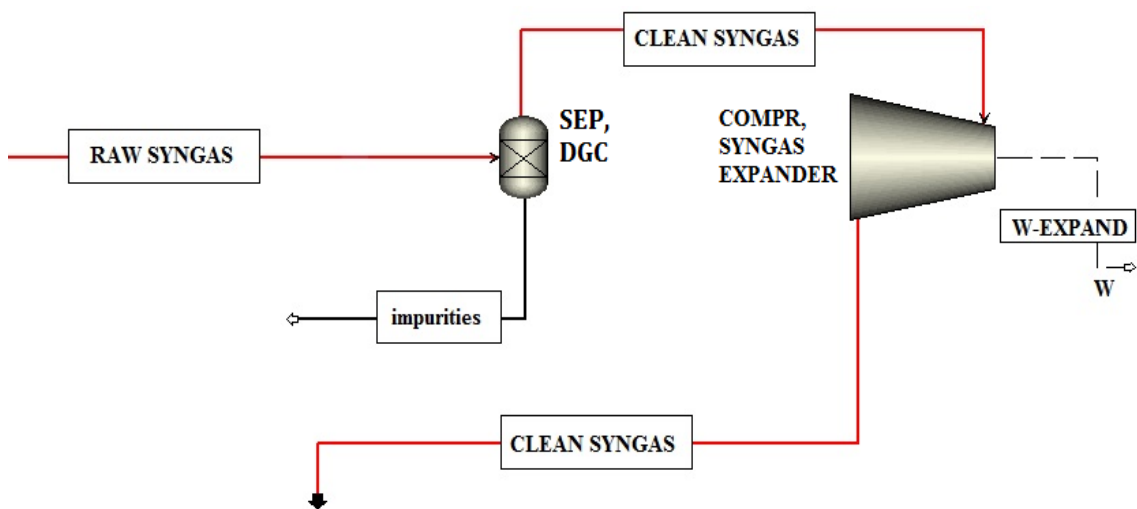 CLEAN SYNGAS
SEP,
DGC
COMPR,
SYNGAS
EXPANDER
RAW SYNGAS
W-EXPAND
W
impurities
CLEAN SYNGAS